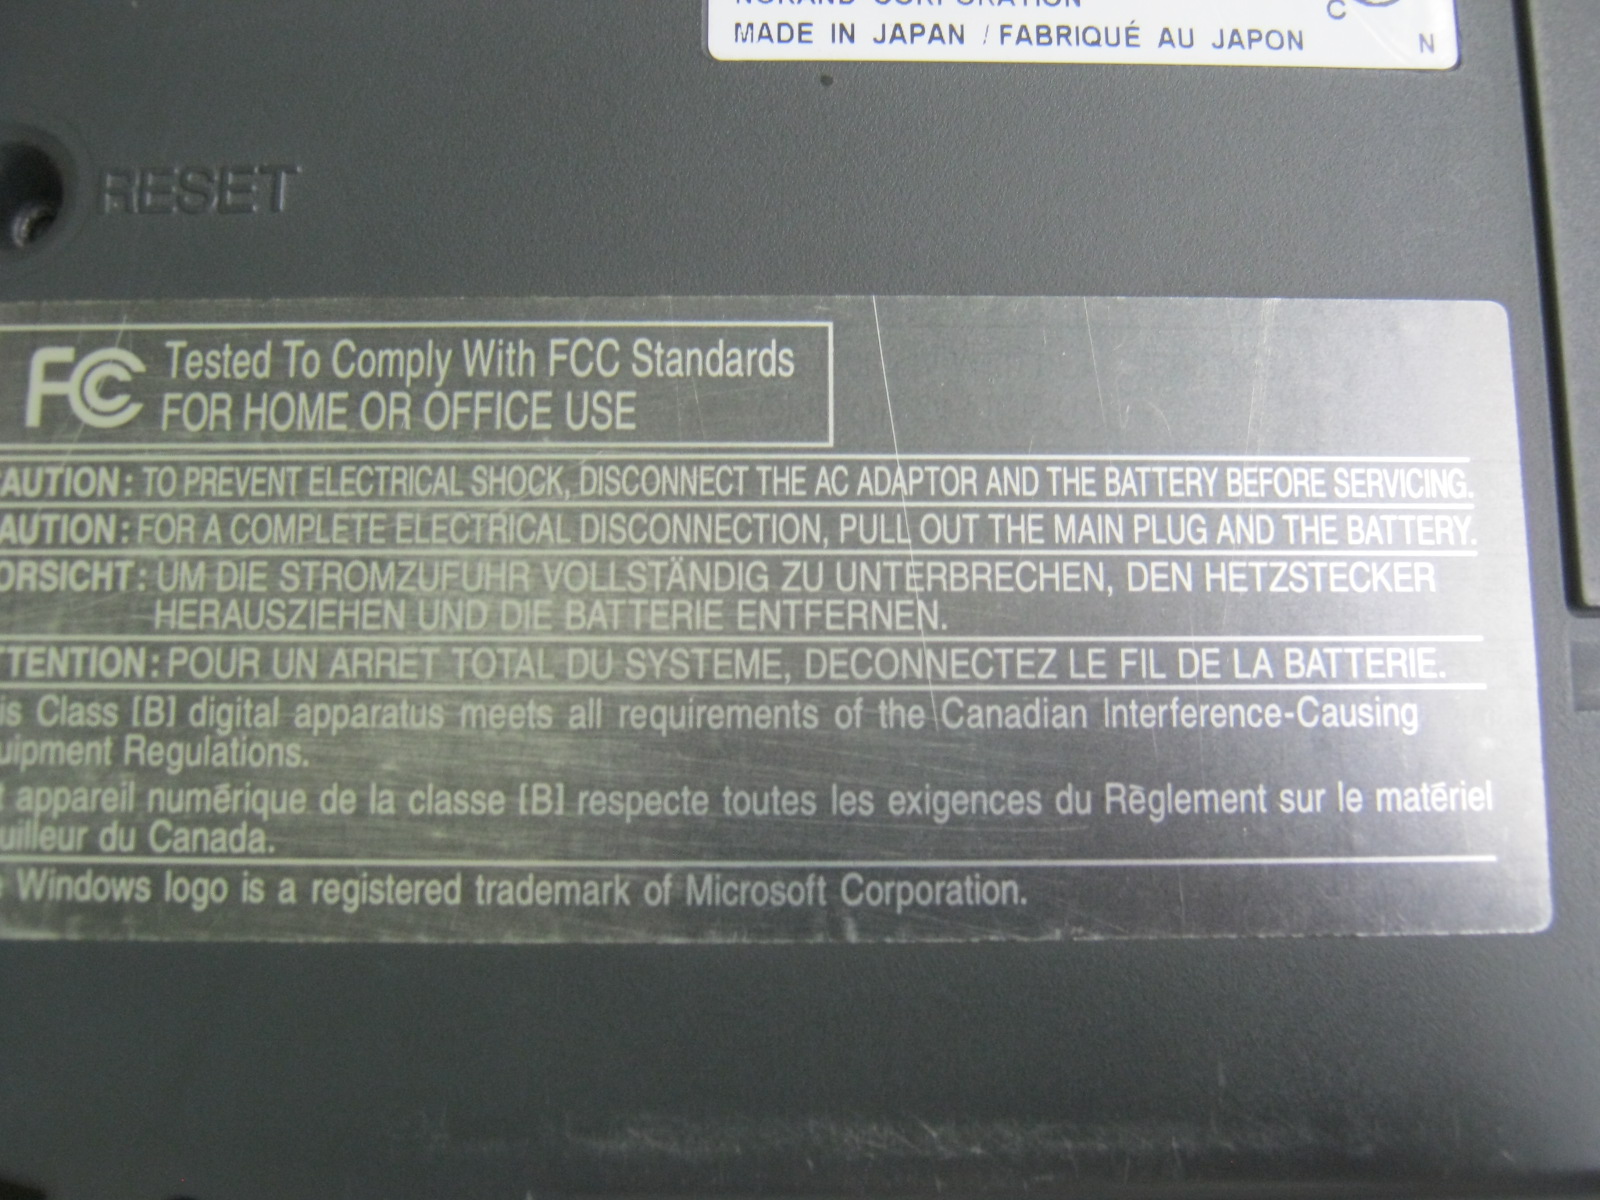 NORAND CORPORATION
MADE IN JAPAN / FABRIQUÉ AU JAPON
C
N
RESET
FCC Tested To Comply With FCC Standards
FOR HOME OR OFFICE USE
CAUTION: TO PREVENT ELECTRICAL SHOCK, DISCONNECT THE AC ADAPTOR AND THE BATTERY BEFORE SERVICING.
AUTION: FOR A COMPLETE ELECTRICAL DISCONNECTION, PULL OUT THE MAIN PLUG AND THE BATTERY.
ORSICHT: UM DIE STROMZUFUHR VOLLSTÄNDIG ZU UNTERBRECHEN, DEN HETZSTECKER
HERAUSZIEHEN UND DIE BATTERIE ENTFERNEN.
TTENTION: POUR UN ARRET TOTAL DU SYSTEME, DECONNECTEZ LE FIL DE LA BATTERIE.
is Class [B] digital apparatus meets all requirements of the Canadian Interference-Causing
uipment Regulations.
t appareil numérique de la classe [B] respecte toutes les exigences du Règlement sur le matériel
uilleur du Canada.
Windows logo is a registered trademark of Microsoft Corporation.